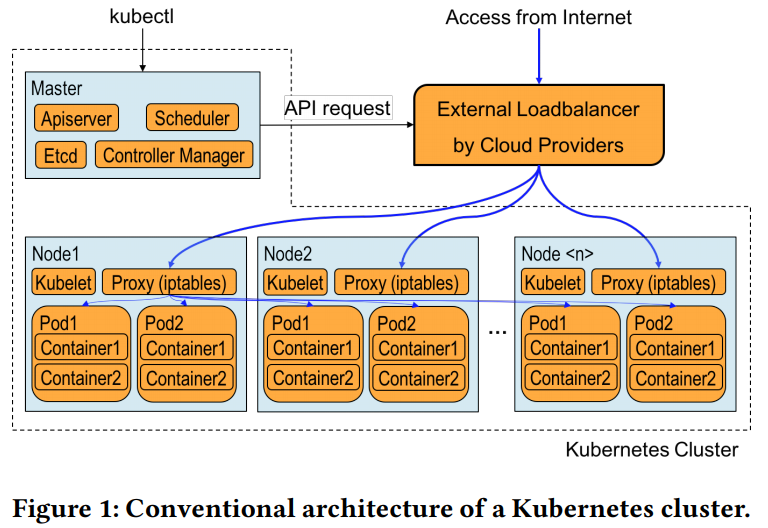 kubectl
Access from Internet
Master
Apiserver
Scheduler
Etcd
Controller Manager
API request
External Loadbalancer
by Cloud Providers
Node1
Kubelet
Proxy (iptables)
Pod1
Container1
Container2
Pod2
Container1
Container2
Node2
Kubelet
Proxy (iptables)
Pod1
Container1
Container2
Pod2
Container1
Container2
...
Node <n>
Kubelet
Proxy (iptables)
Pod1
Container1
Container2
Pod2
Container1
Container2
Kubernetes Cluster
Figure 1: Conventional architecture of a Kubernetes cluster.